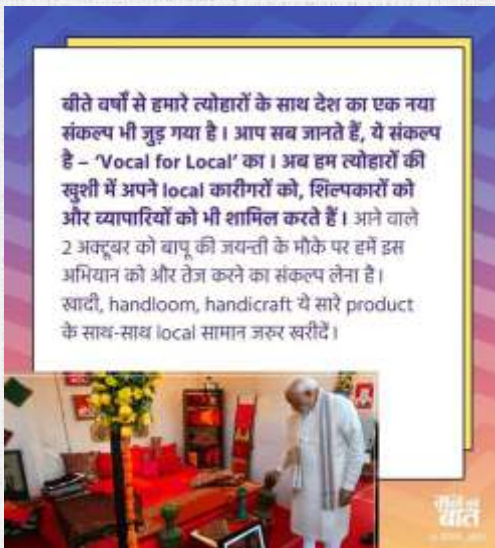 बीते वर्षों से हमारे त्योहारों के साथ देश का एक नया
संकल्प भी जुड़ गया है। आप सब जानते हैं, ये संकल्प
है – 'Vocal for Local' का। अब हम त्योहारों की
खुशी में अपने local कारीगरों को, शिल्पकारों को
और व्यापारियों को भी शामिल करते हैं। आने वाले
2 अक्टूबर को बापू की जयन्ती के मौके पर हमें इस
अभियान को और तेज करने का संकल्प लेना है।
खादी, handloom, handicraft ये सारे product
के साथ-साथ local सामान जरुर खरीदें।
मन की
बात